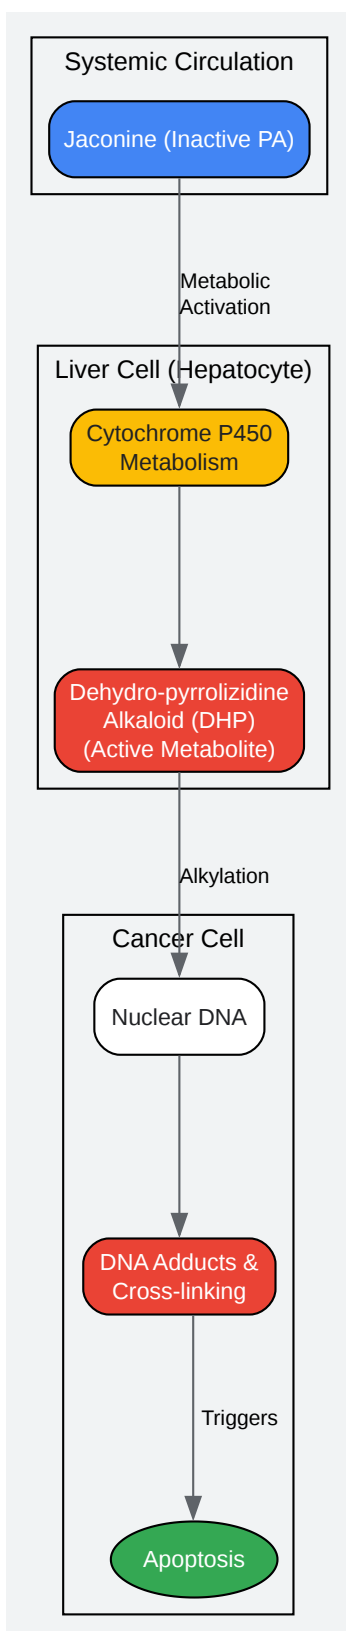 Systemic Circulation
Jaconine (Inactive PA)
Metabolic
Activation
Liver Cell (Hepatocyte)
Cytochrome P450
Metabolism
Dehydro-pyrrolizidine
Alkaloid (DHP)
(Active Metabolite)
Alkylation
Cancer Cell
Nuclear DNA
DNA Adducts &
Cross-linking
Triggers
Apoptosis